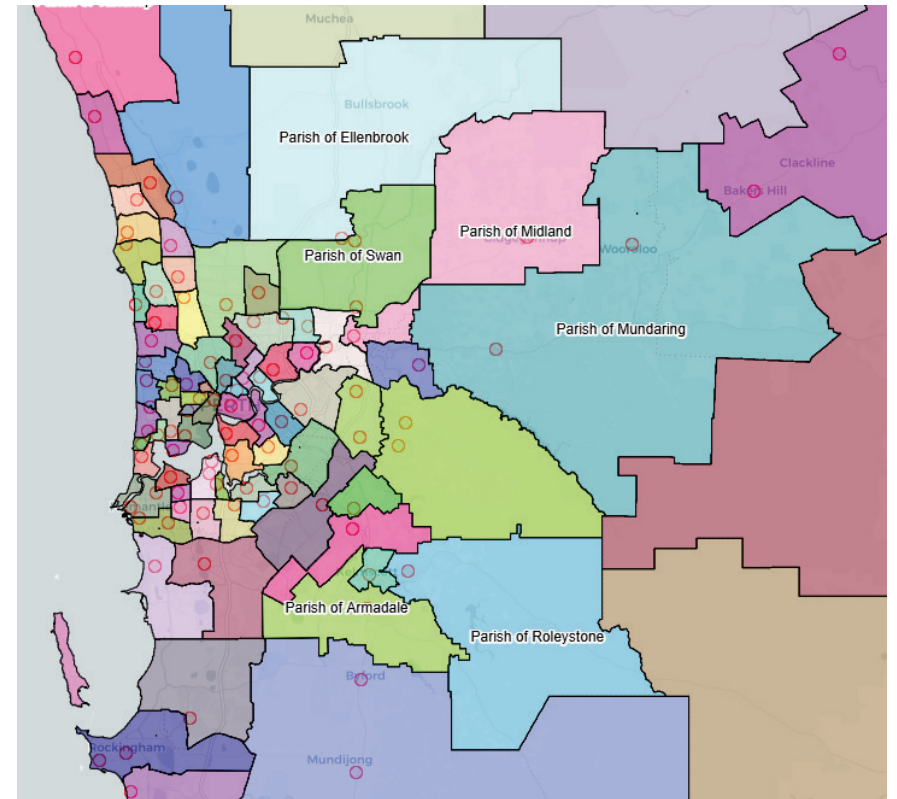 Muchea
Bullsbrook
Parish of Ellenbrook
Clackline
Bakers Hill
Parish of Midland
Wooroloo
Parish of Swan
Parish of Mundaring
PERTH
Parish of Armadale
Parish of Roleystone
Byford
Rockingham
Mundijong